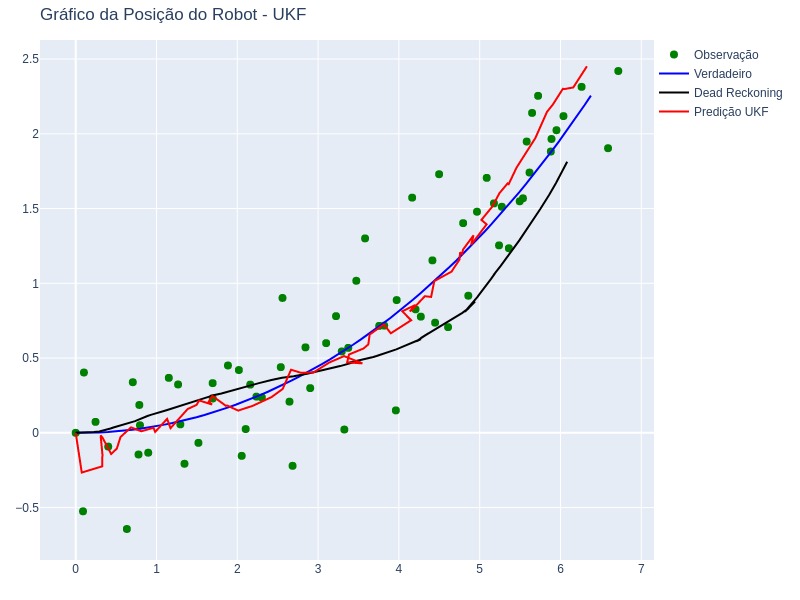 Gráfico da Posição do Robot - UKF
2.5
2
1.5
1
0.5
0
−0.5
0 1 2 3 4 5 6 7
Observação
Verdadeiro
Dead Reckoning
Predição UKF